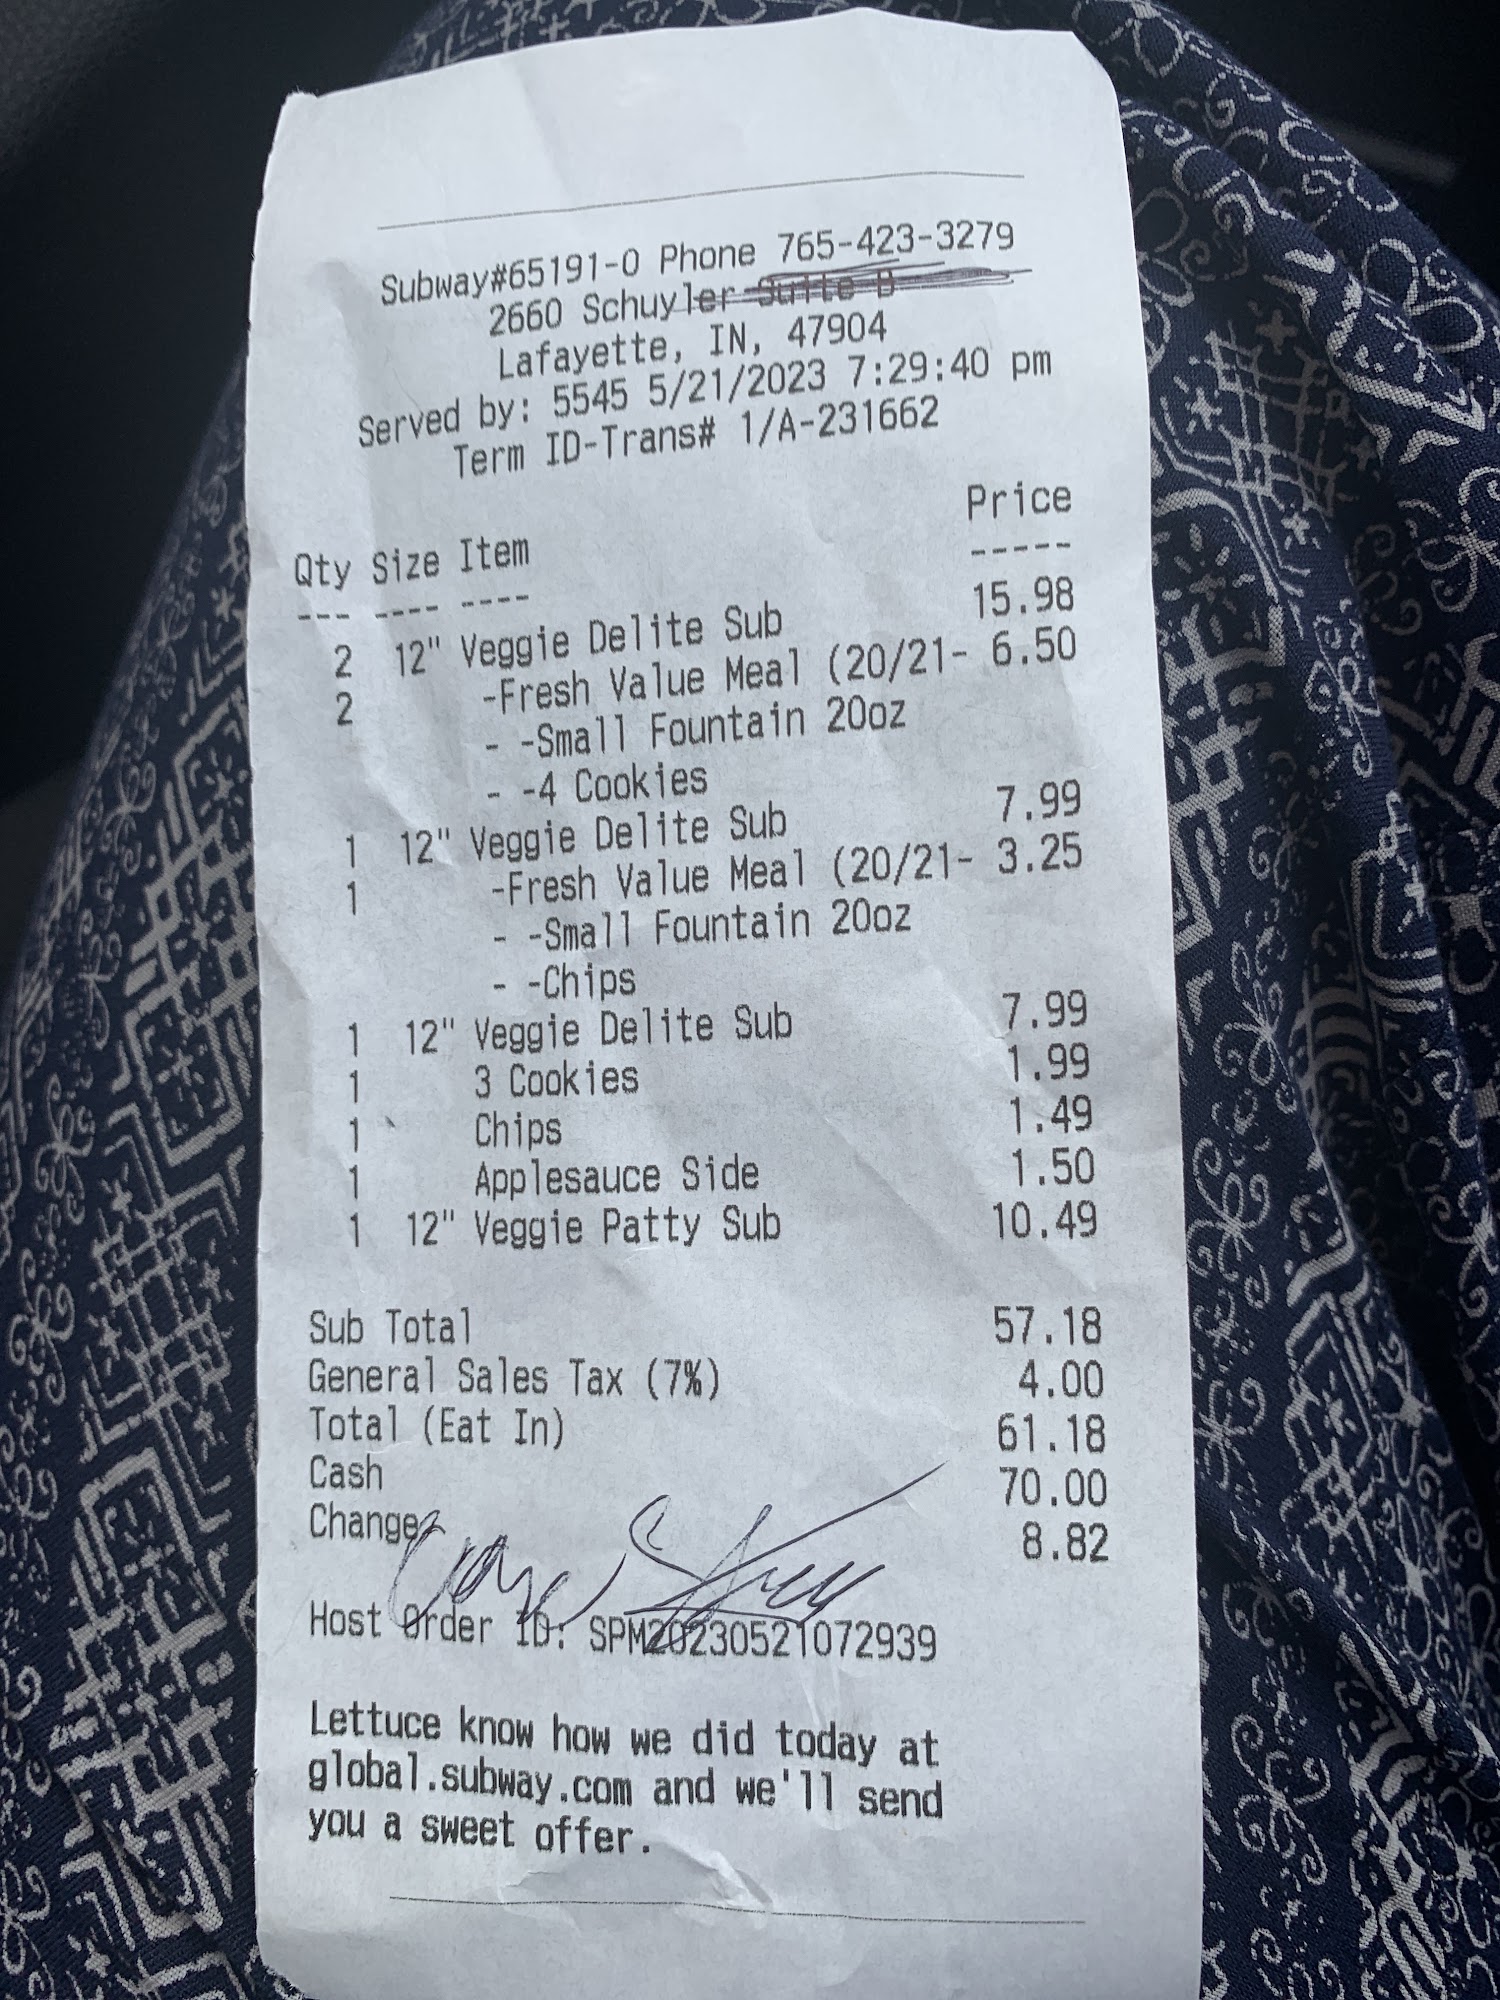 Subway#65191-0 Phone 765-423-3279
2660 Schuyler Suite B
Lafayette, IN, 47904
Served by: 5545 5/21/2023 7:29:40 pm
Term ID-Trans# 1/A-231662
Price
Qty Size Item
--- ---- ---- -----
2 12" Veggie Delite Sub 15.98
2 -Fresh Value Meal (20/21- 6.50
- -Small Fountain 20oz
- -4 Cookies
1 12" Veggie Delite Sub 7.99
1 -Fresh Value Meal (20/21- 3.25
- -Small Fountain 20oz
- -Chips
1 12" Veggie Delite Sub 7.99
1 3 Cookies 1.99
1 Chips 1.49
1 Applesauce Side 1.50
1 12" Veggie Patty Sub 10.49
Sub Total 57.18
General Sales Tax (7%) 4.00
Total (Eat In) 61.18
Cash 70.00
Change 8.82
Host Order ID: SPM20230521072939
Lettuce know how we did today at
global.subway.com and we'll send
you a sweet offer.